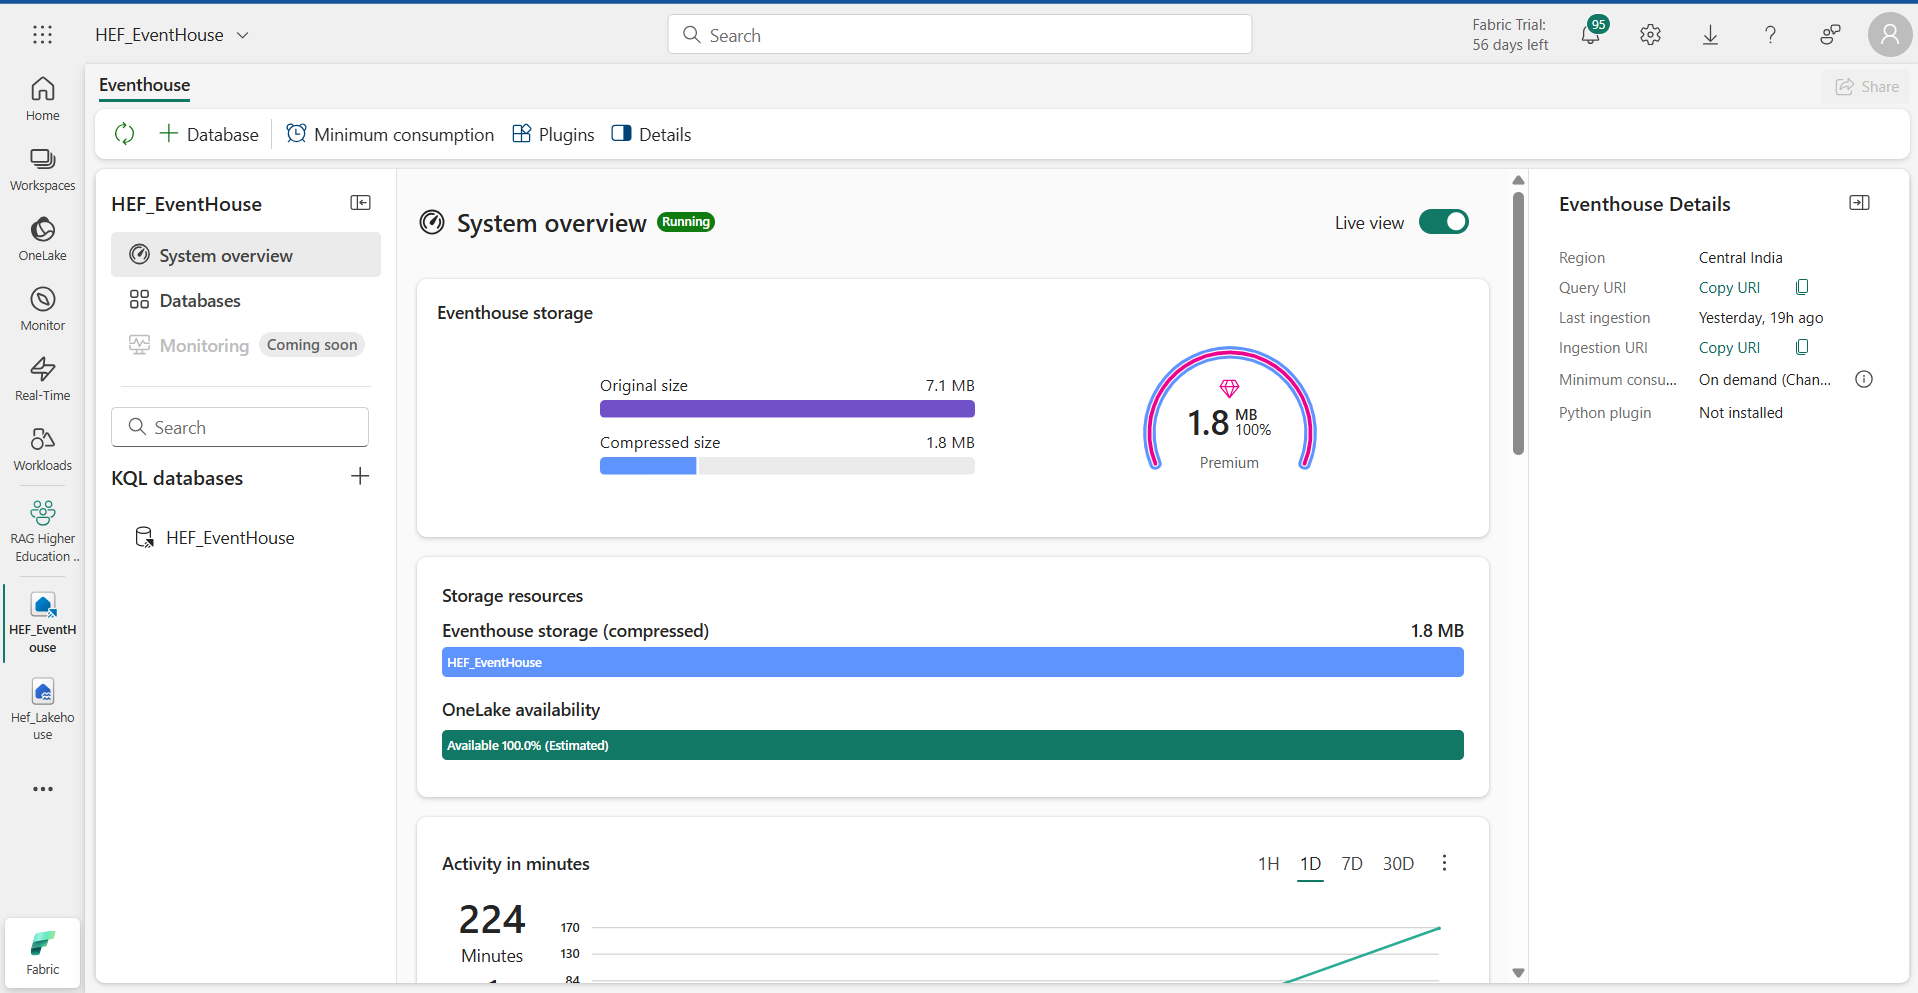 HEF_EventHouse
Search
Fabric Trial:
56 days left
95
Home
Workspaces
OneLake
Monitor
Real-Time
Workloads
RAG Higher
Education ..
HEF_EventH
ouse
Hef_Lakeho
use
Fabric
Eventhouse
Share
Database
Minimum consumption
Plugins
Details
HEF_EventHouse
System overview
Databases
Monitoring Coming soon
Search
KQL databases
HEF_EventHouse
System overview Running
Live view
Eventhouse storage
Original size 7.1 MB
Compressed size 1.8 MB
1.8 MB
100%
Premium
Storage resources
Eventhouse storage (compressed) 1.8 MB
HEF_EventHouse
OneLake availability
Available 100.0% (Estimated)
Activity in minutes
1H 1D 7D 30D
224
Minutes
170
130
84
Eventhouse Details
Region Central India
Query URI Copy URI
Last ingestion Yesterday, 19h ago
Ingestion URI Copy URI
Minimum consu... On demand (Chan...
Python plugin Not installed